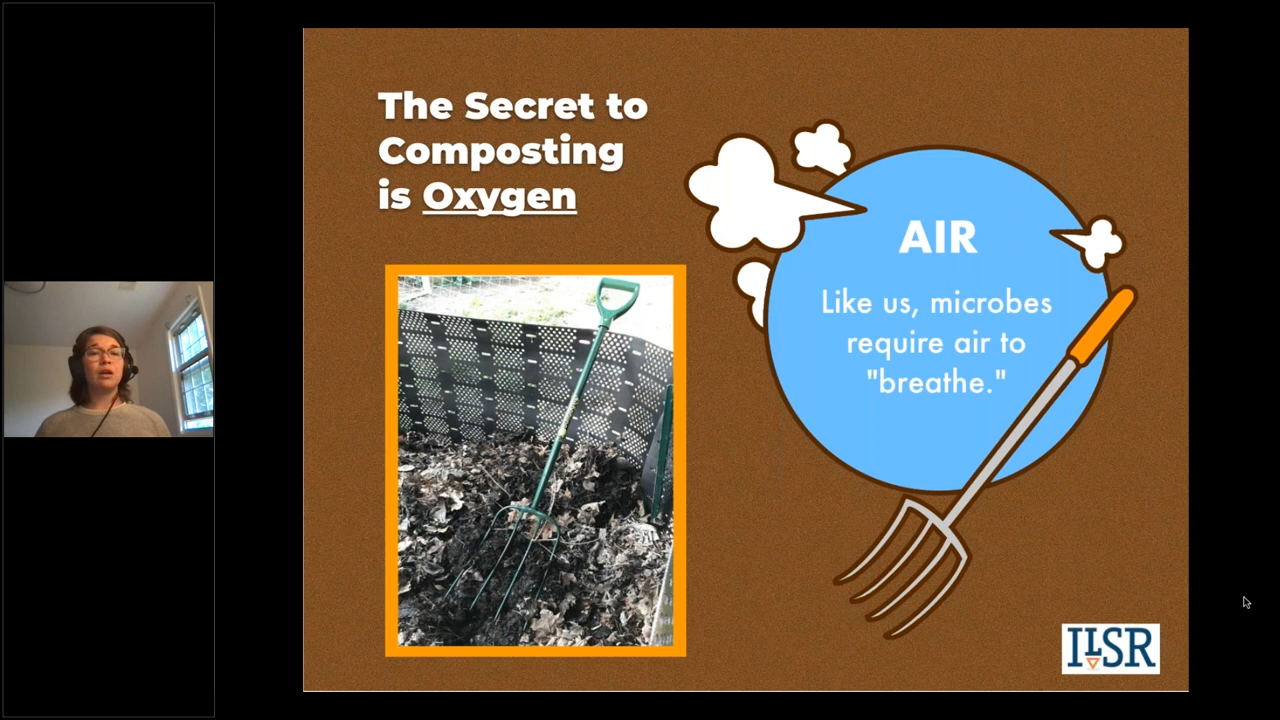 The Secret to
Composting
is Oxygen
AIR
Like us, microbes
require air to
"breathe."
ILSR